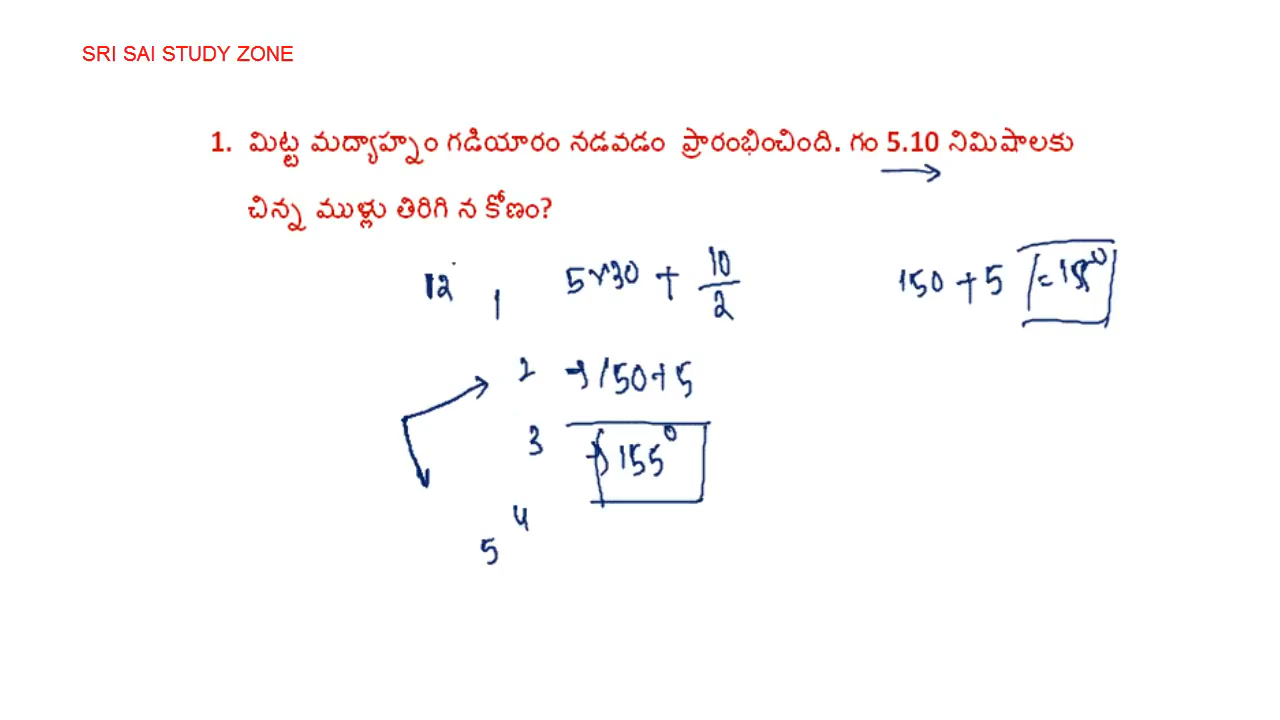 SRI SAI STUDY ZONE
1. మిట్ట మద్యాహ్నం గడియారం నడవడం ప్రారంభించింది. గం 5.10 నిమిషాలకు
చిన్న ముళ్లు తిరిగి న కోణం?
12 1 5×30 + 10/2 150 + 5
2 → 150+5
3 → 155°
4
5